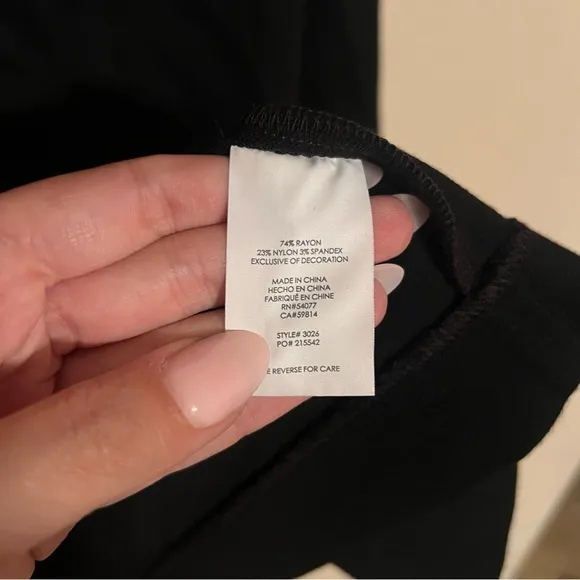 74% RAYON
23% NYLON 3% SPANDEX
EXCLUSIVE OF DECORATION
MADE IN CHINA
HECHO EN CHINA
FABRIQUÉ EN CHINE
RN#54077
CA#59814
STYLE# 3026
PO# 215542
E REVERSE FOR CARE